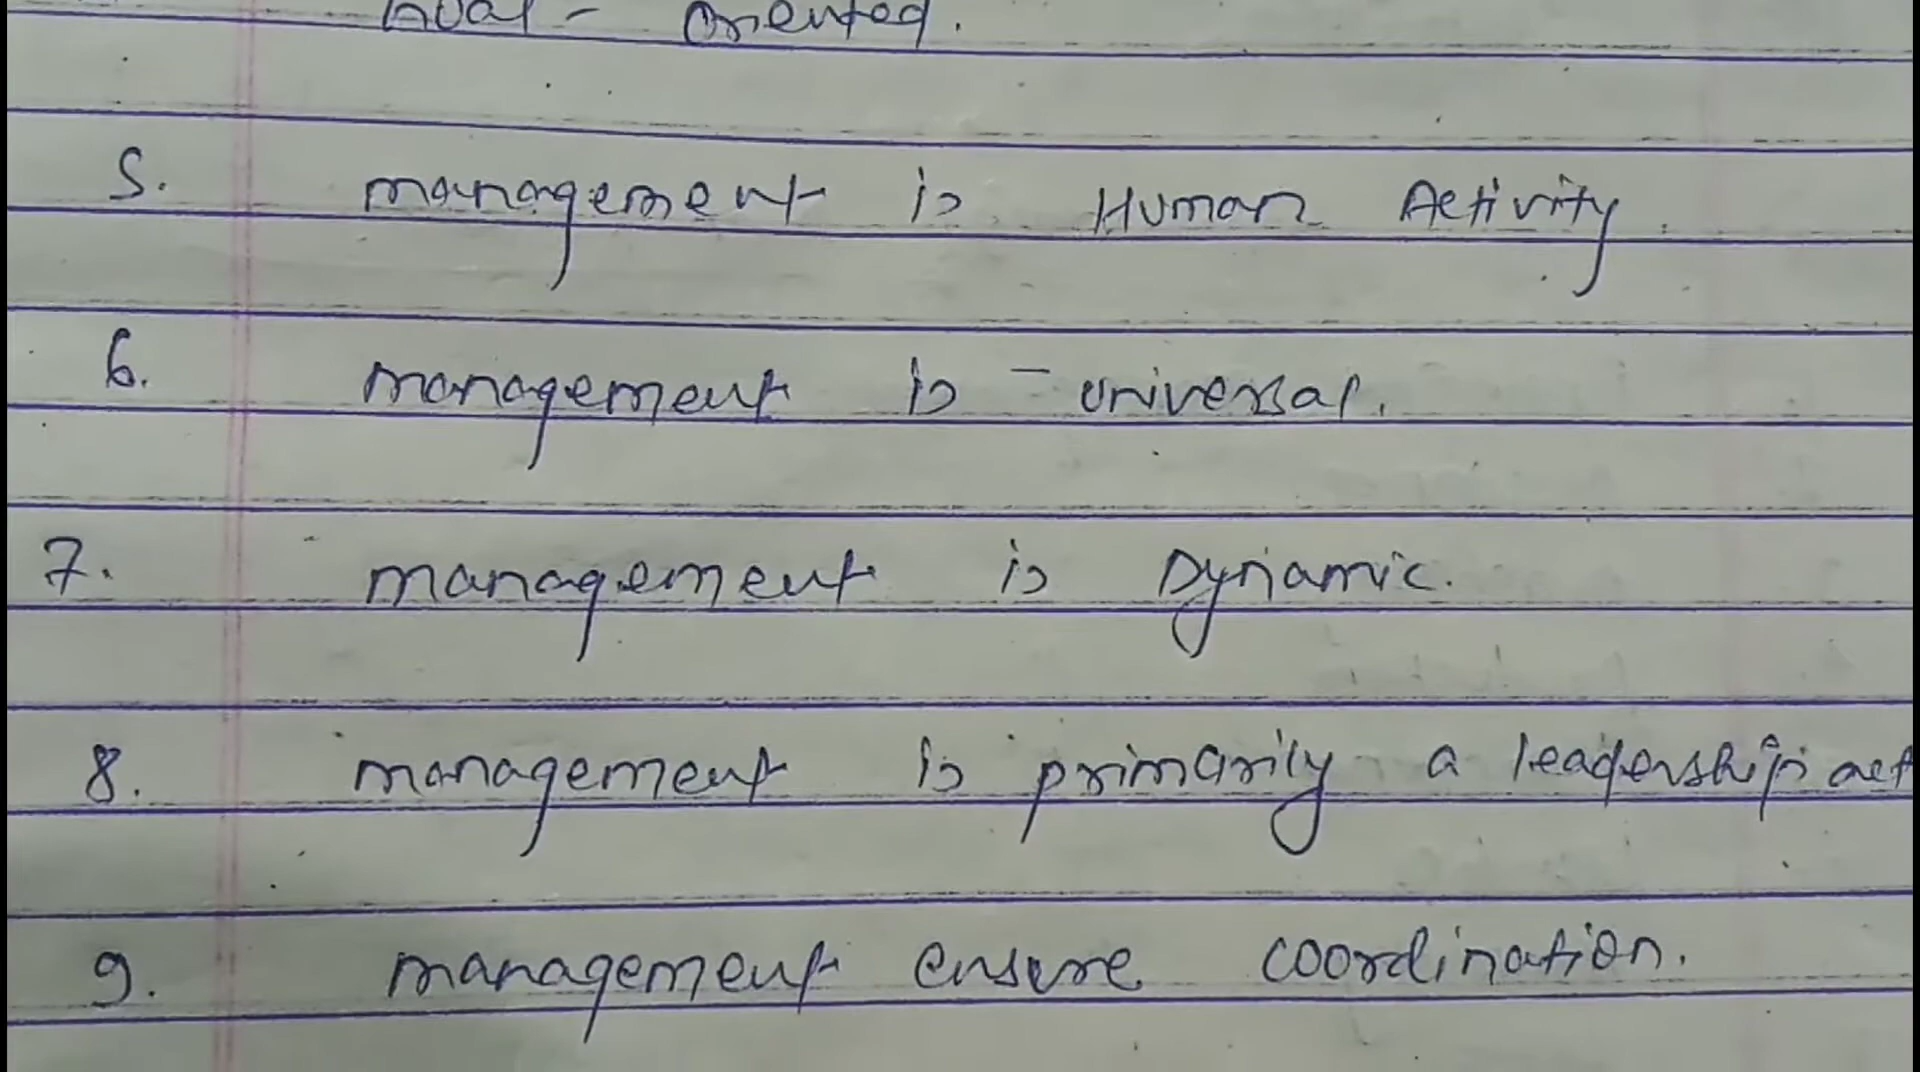 Goal - oriented.
5. management is Human Activity.
6. management is - universal.
7. management is Dynamic.
8. management is primarily a leadership act
9. management ensure coordination.